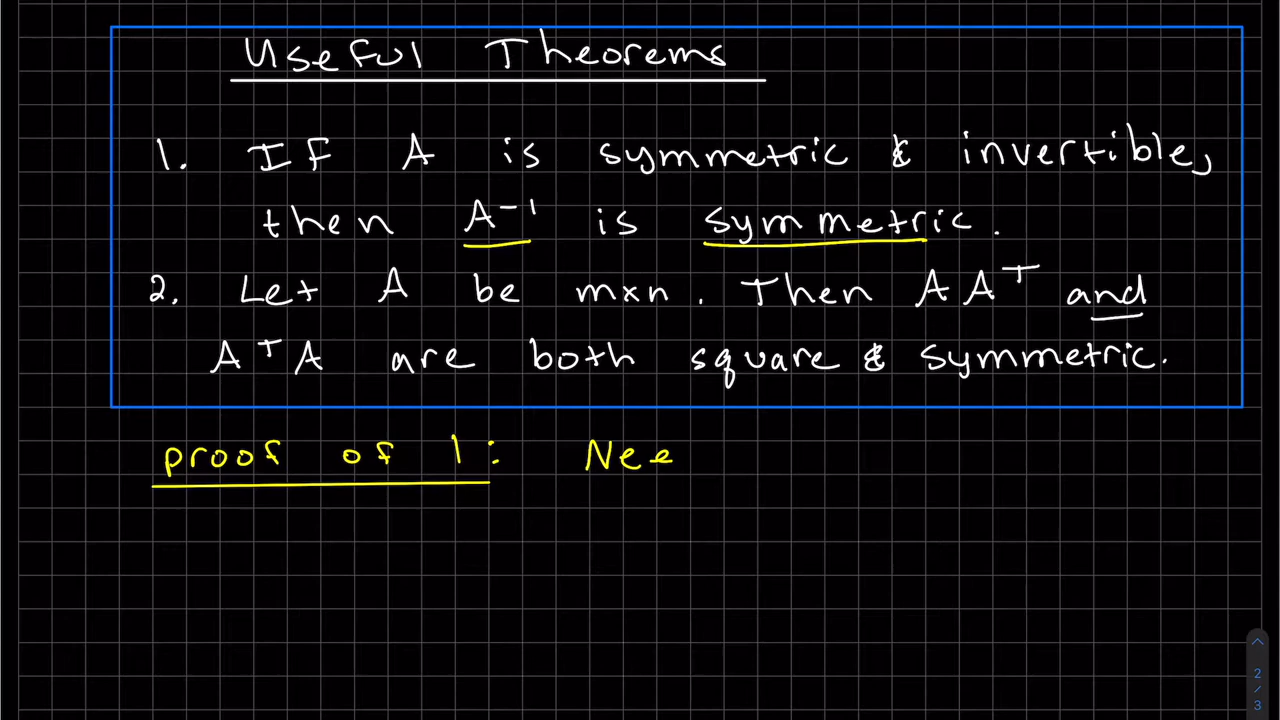 Useful Theorems
1. If A is symmetric & invertible,
then A⁻¹ is symmetric.
2. Let A be m×n. Then AAᵀ and
AᵀA are both square & symmetric.
proof of 1: Nee
2
/
3